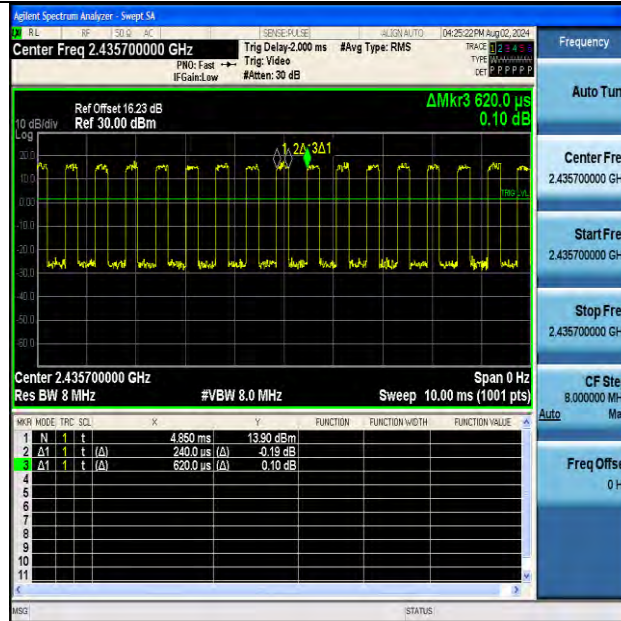 Agilent Spectrum Analyzer - Swept SA
RL RF 50 Ω AC SENSE:PULSE ALIGN AUTO 04:25:22 PM Aug 02, 2024
Center Freq 2.435700000 GHz
PNO: Fast
IFGain:Low
Trig Delay-2.000 ms
Trig: Video
#Atten: 30 dB
#Avg Type: RMS
TRACE 1 2 3 4 5 6
TYPE
DET P P P P P P
Ref Offset 16.23 dB
Ref 30.00 dBm
10 dB/div
Log
ΔMkr3 620.0 µs
0.10 dB
1 2Δ1 3Δ1
20.0
10.0
0.00
-10.0
-20.0
-30.0
-40.0
-50.0
-60.0
TRIG LVL
Center 2.435700000 GHz
Span 0 Hz
Res BW 8 MHz
#VBW 8.0 MHz
Sweep 10.00 ms (1001 pts)
MKR MODE TRC SCL X Y FUNCTION FUNCTION WIDTH FUNCTION VALUE
1 N 1 t 4.850 ms 13.90 dBm
2 Δ1 1 t (Δ) 240.0 µs (Δ) -0.19 dB
3 Δ1 1 t (Δ) 620.0 µs (Δ) 0.10 dB
4
5
6
7
8
9
10
11
MSG
STATUS
Frequency
Auto Tun
Center Fre
2.435700000 GH
Start Fre
2.435700000 GH
Stop Fre
2.435700000 GH
CF Ste
8.000000 MH
Auto Ma
Freq Offse
0 H